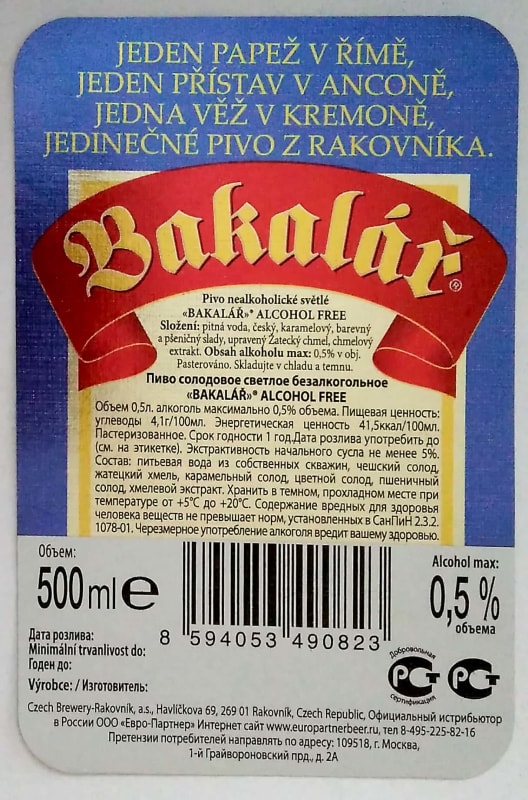 JEDEN PAPEŽ V ŘÍMĚ,
JEDEN PŘÍSTAV V ANCONĚ,
JEDNA VĚŽ V KREMONĚ,
JEDINEČNÉ PIVO Z RAKOVNÍKA.
Bakalář®
Pivo nealkoholické světlé
«BAKALÁŘ»® ALCOHOL FREE
Složení: pitná voda, český, karamelový, barevný
a pšeničný slady, upravený Žatecký chmel, chmelový
extrakt. Obsah alkoholu max: 0,5% v obj.
Pasterováno. Skladujte v chladu a temnu.
Пиво солодовое светлое безалкогольное
«BAKALÁŘ»® ALCOHOL FREE
Объем 0,5л. алкоголь максимально 0,5% объема. Пищевая ценность:
углеводы 4,1г/100мл. Энергетическая ценность 41,5ккал/100мл.
Пастеризованное. Срок годности 1 год.Дата розлива употребить до
(см. на этикетке). Экстрактивность начального сусла не менее 5%.
Состав: питьевая вода из собственных скважин, чешский солод,
жатецкий хмель, карамельный солод, цветной солод, пшеничный
солод, хмелевой экстракт. Хранить в темном, прохладном месте при
температуре от +5°C до +20°C. Содержание вредных для здоровья
человека веществ не превышает норм, установленных в СанПиН 2.3.2.
1078-01. Черезмерное употребление алкоголя вредит вашему здоровью.
Объем:
500 ml e
Alcohol max:
0,5 %
объема
Дата розлива:
Minimální trvanlivost do:
Годен до:
8 594053 490823
Добровольная
РСТ
сертификация
РСТ
Výrobce: / Изготовитель:
Czech Brewery-Rakovník, a.s., Havlíčkova 69, 269 01 Rakovník, Czech Republic, Официальный истрибьютор
в России ООО «Евро-Партнер» Интернет сайт www.europartnerbeer.ru, тел 8-495-225-82-16
Претензии потребителей направлять по адресу: 109518, г. Москва,
1-й Грайвороновский прд., д. 2А